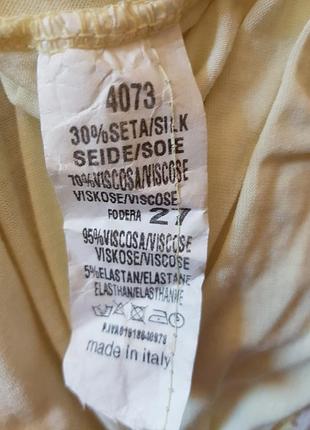 4073
30%SETA/SILK
SEIDE/SOIE
70%VISCOSA/VISCOSE
VISKOSE/VISCOSE
FODERA 27
95%VISCOSA/VISCOSE
VISKOSE/VISCOSE
5%ELASTAN/ELASTANE
ELASTHAN/ELASTHANNE
made in italy